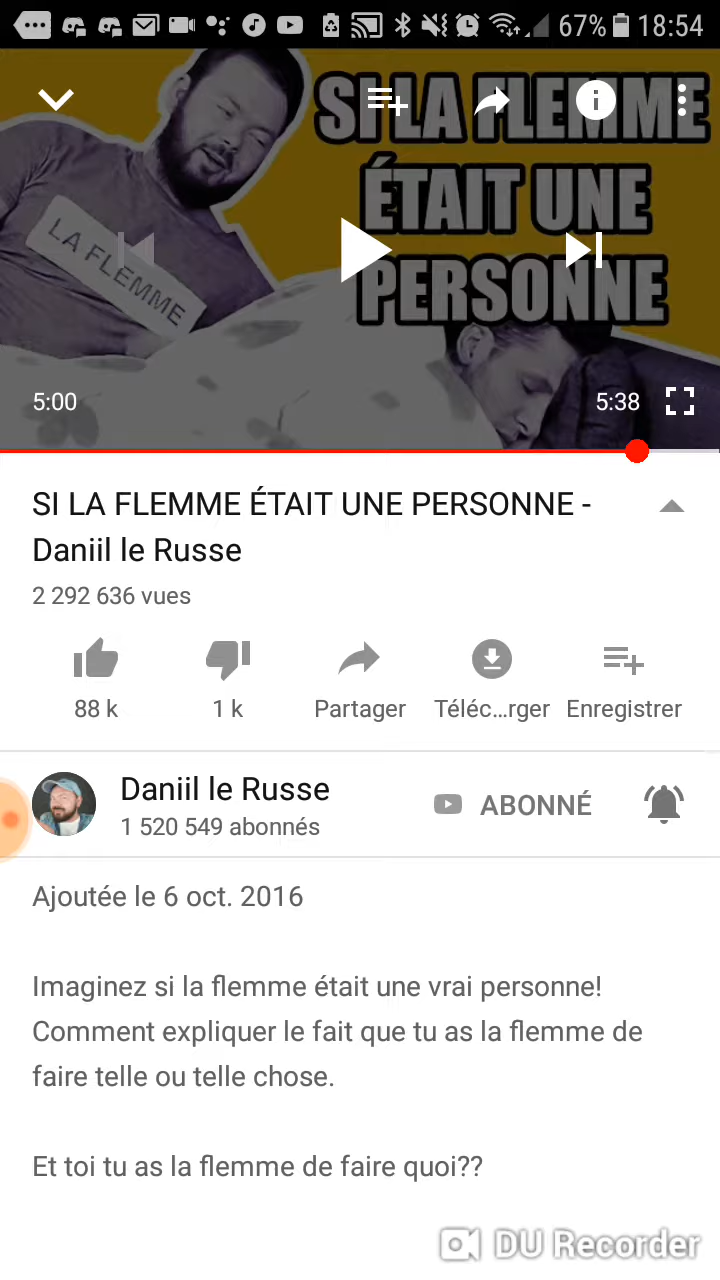 67% 18:54
SI LA FLEMME
ÉTAIT UNE
PERSONNE
LA FLEMME
5:00
5:38
SI LA FLEMME ÉTAIT UNE PERSONNE -
Daniil le Russe
2 292 636 vues
88 k
1 k
Partager
Téléc...rger
Enregistrer
Daniil le Russe
1 520 549 abonnés
ABONNÉ
Ajoutée le 6 oct. 2016
Imaginez si la flemme était une vrai personne!
Comment expliquer le fait que tu as la flemme de
faire telle ou telle chose.
Et toi tu as la flemme de faire quoi??
DU Recorder